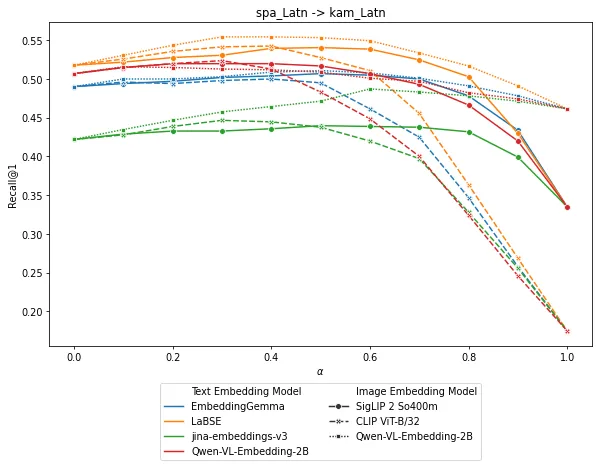 spa_Latn -> kam_Latn
Recall@1
0.55
0.50
0.45
0.40
0.35
0.30
0.25
0.20
0.0 0.2 0.4 0.6 0.8 1.0
α
Text Embedding Model
EmbeddingGemma
LaBSE
jina-embeddings-v3
Qwen-VL-Embedding-2B
Image Embedding Model
SigLIP 2 So400m
CLIP ViT-B/32
Qwen-VL-Embedding-2B